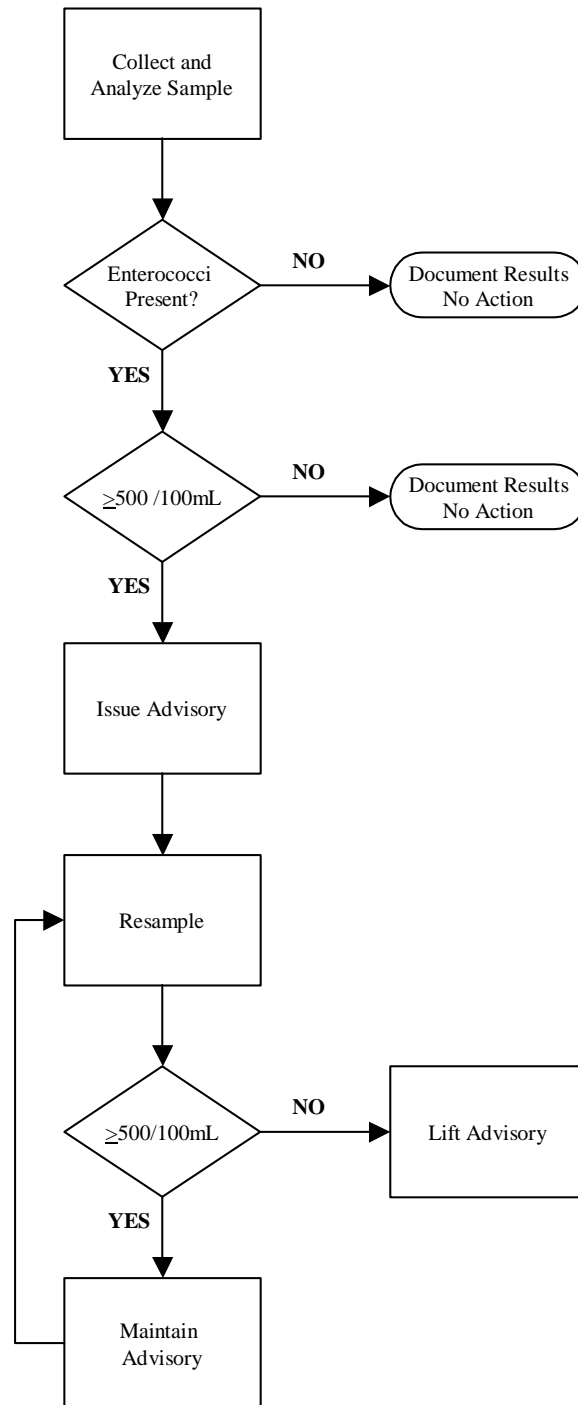 Collect and
Analyze Sample
Enterococci
Present?
NO
Document Results
No Action
YES
≥500 /100mL
NO
Document Results
No Action
YES
Issue Advisory
Resample
≥500/100mL
NO
Lift Advisory
YES
Maintain
Advisory